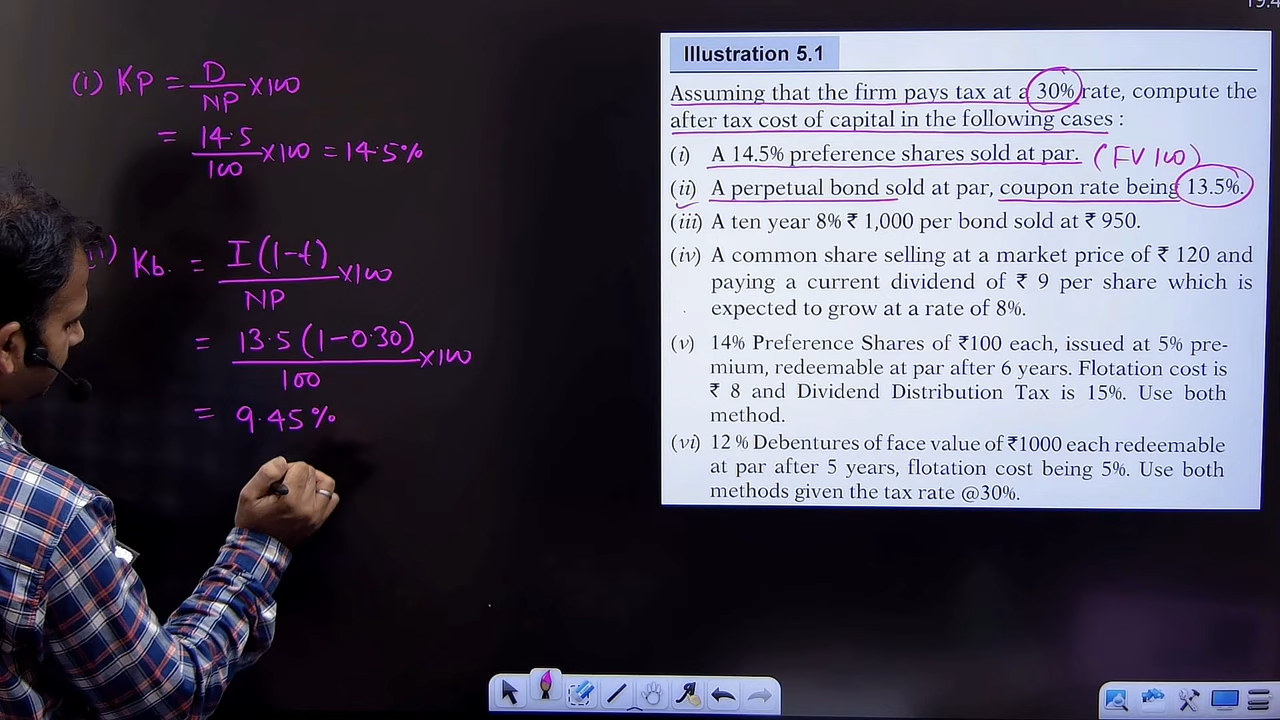 19.4
(i) KP = D/NP ×100
= 14.5/100 ×100 = 14.5%
Kb. = I(1-t)/NP ×100
= 13.5(1-0.30)/100 ×100
= 9.45%
Illustration 5.1
Assuming that the firm pays tax at a 30% rate, compute the
after tax cost of capital in the following cases :
(i) A 14.5% preference shares sold at par. (FV 100)
(ii) A perpetual bond sold at par, coupon rate being 13.5%.
(iii) A ten year 8% ₹ 1,000 per bond sold at ₹ 950.
(iv) A common share selling at a market price of ₹ 120 and
paying a current dividend of ₹ 9 per share which is
expected to grow at a rate of 8%.
(v) 14% Preference Shares of ₹100 each, issued at 5% pre-
mium, redeemable at par after 6 years. Flotation cost is
₹ 8 and Dividend Distribution Tax is 15%. Use both
method.
(vi) 12 % Debentures of face value of ₹1000 each redeemable
at par after 5 years, flotation cost being 5%. Use both
methods given the tax rate @30%.